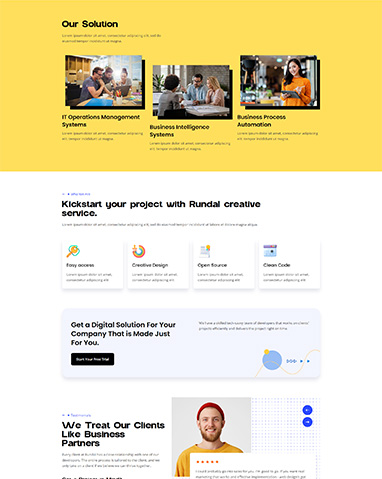 Our Solution
Lorem ipsum dolor sit amet, consectetur adipiscing elit do
eiusmod tempor incididunt ut magna.
IT Operations Management
Systems
Lorem ipsum dolor sit amet, consectetur adipiscing elit, do
tempor incididunt ut magna.
Business Intelligence
Systems
Lorem ipsum dolor sit amet, consectetur adipiscing elit, do
tempor incididunt ut magna.
Business Process
Automation
Lorem ipsum dolor sit amet, consectetur adipiscing elit, do
tempor incididunt ut magna.
Kickstart your project with Rundal creative
service.
Lorem ipsum dolor sit amet, consectetur adipiscing elit, sed do eiusmod tempor incididunt ut labore et dolore magna aliqua.
Easy access
Lorem ipsum dolor sit amet,
consectetur adipiscing elit
Creative Design
Lorem ipsum dolor sit amet,
consectetur adipiscing elit
Open Source
Lorem ipsum dolor sit amet,
consectetur adipiscing elit
Clean Code
Lorem ipsum dolor sit amet,
consectetur adipiscing elit
Get a Digital Solution For Your
Company That is Made Just
For You.
We have a skilled tech-savvy team of developers that works on clients'
projects efficiently and delivers the project right on time.
Start Your Free Trial
Testimonials
We Treat Our Clients
Like Business
Partners